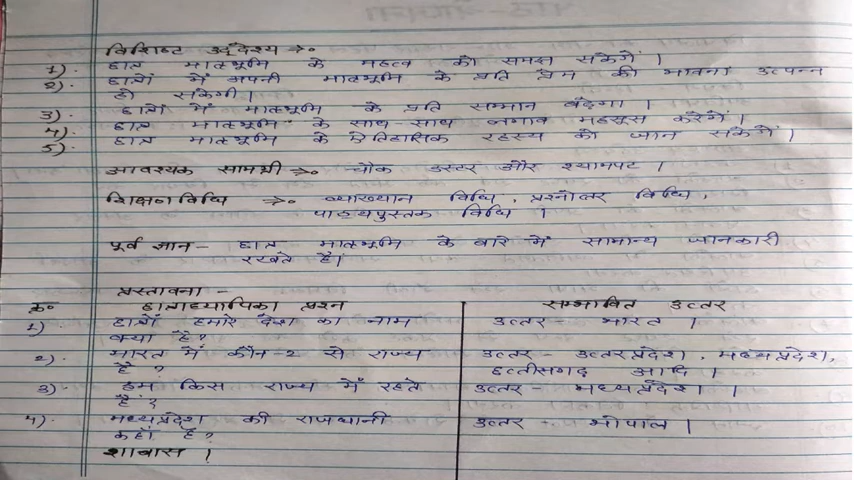 विशिष्ट उद्देश्य →
1). छात्र मातृभूमि के महत्व को समझ सकेगें।
2). छात्रों में अपनी मातृभूमि के प्रति प्रेम की भावना उत्पन्न
हो सकेगी।
3). छात्रों में मातृभूमि के प्रति सम्मान बढ़ेगा।
4). छात्र मातृभूमि के साथ-साथ लगाव महसूस करेगें।
5). छात्र मातृभूमि के ऐतिहासिक रहस्य को जान सकेगें।
आवश्यक सामग्री → चौक डस्टर और श्यामपट।
शिक्षण विधि → व्याख्यान विधि, प्रश्नोत्तर विधि,
पाठ्यपुस्तक विधि।
पूर्व ज्ञान - छात्र मातृभूमि के बारे में सामान्य जानकारी
रखते है।
प्रस्तावना -
क्र० छात्राध्यापिका प्रश्न सम्भावित उत्तर
1) छात्रों हमारे देश का नाम उत्तर - भारत।
क्या है?
2). भारत में कौन-2 से राज्य उत्तर - उत्तरप्रदेश, मध्यप्रदेश,
है? छत्तीसगढ़ आदि।
3). हम किस राज्य में रहते उत्तर - मध्यप्रदेश।
हैं?
4). मध्यप्रदेश की राजधानी उत्तर - भोपाल।
कहाँ है?
शाबास।